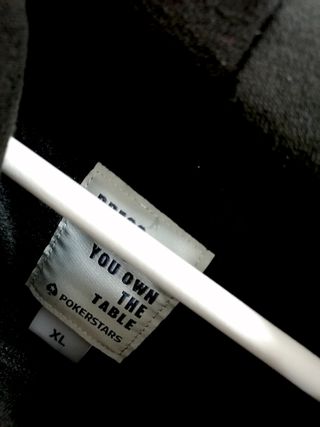 YOU OWN
THE
TABLE
POKERSTARS
XL